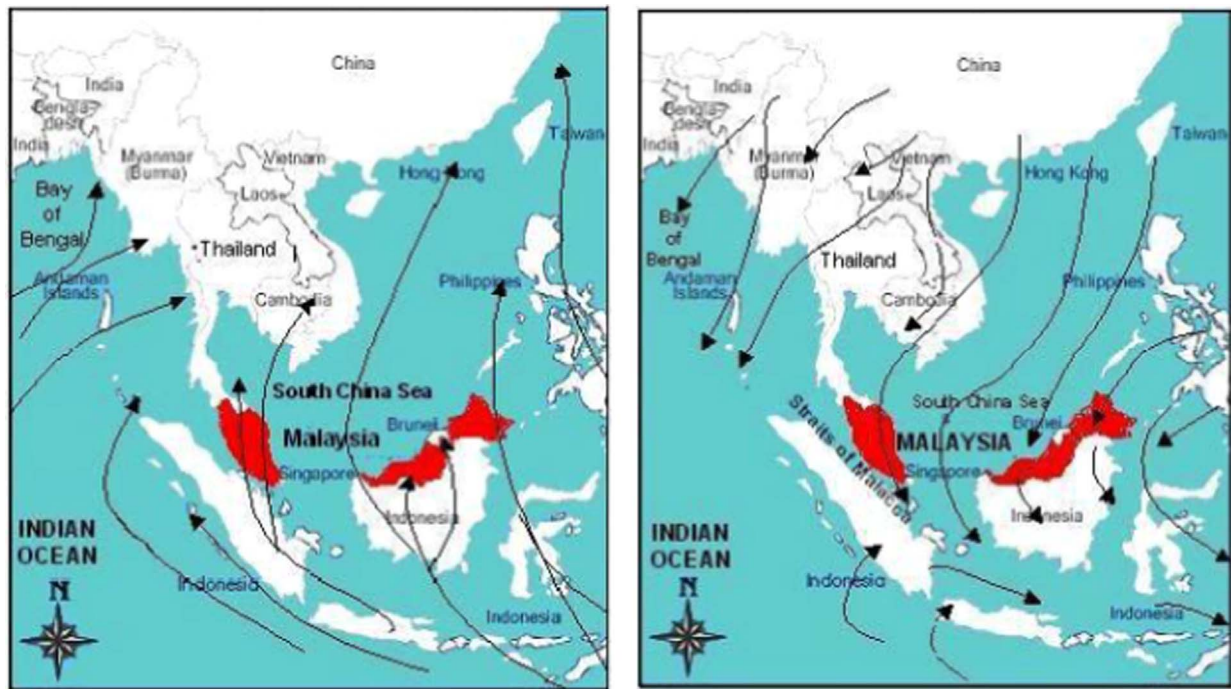 China
India
Bengla-
desh
India
Myanmar
(Burma)
Vietnam
Laos
Taiwan
Hong Kong
Bay
of
Bengal
Thailand
Andaman
Islands
Cambodia
Philippines
South China Sea
Malaysia
Brunei
Singapore
Indonesia
INDIAN
OCEAN
N
Indonesia
Indonesia
China
India
Bengla-
desh
India
Myanmar
(Burma)
Vietnam
Laos
Taiwan
Hong Kong
Bay
of
Bengal
Thailand
Andaman
Islands
Cambodia
Philippines
South China Sea
Straits of Malacca
Brunei
MALAYSIA
Singapore
Indonesia
INDIAN
OCEAN
N
Indonesia
Indonesia